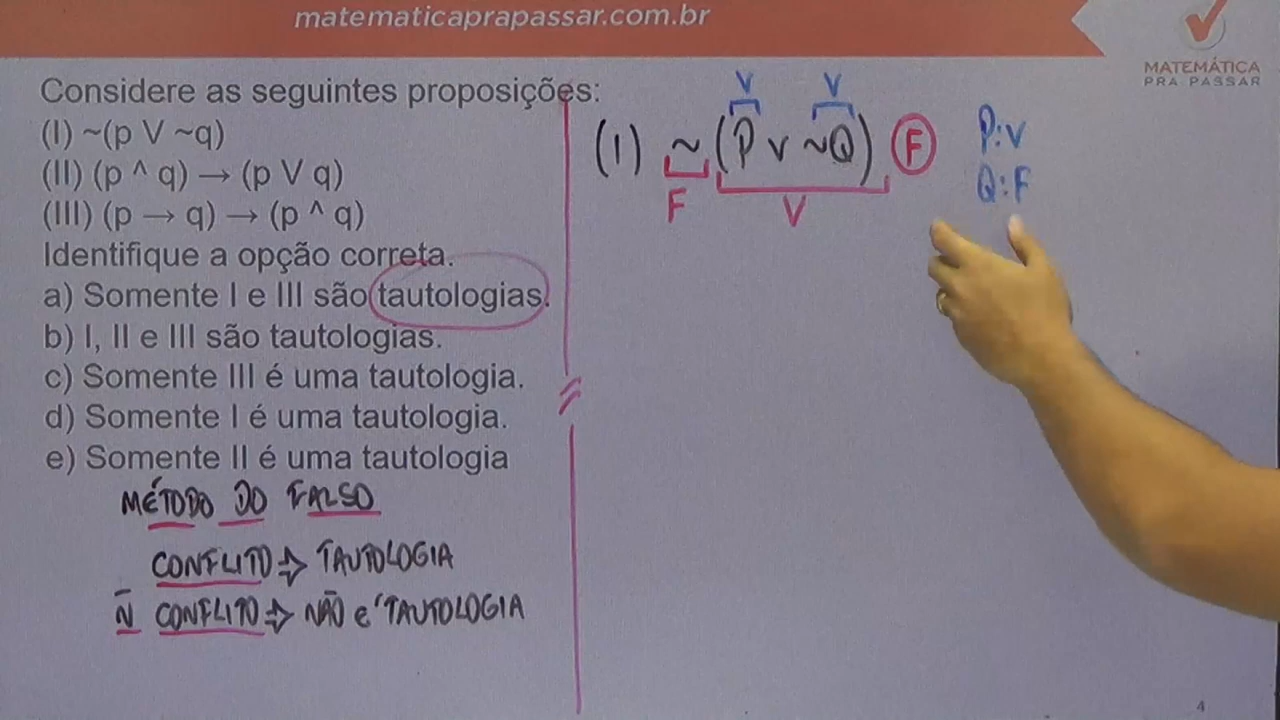 matematicaprapassar.com.br
MATEMÁTICA
PRA PASSAR
Considere as seguintes proposições:
(I) ~(p V ~q)
(II) (p ^ q) → (p V q)
(III) (p → q) → (p ^ q)
Identifique a opção correta.
a) Somente I e III são tautologias.
b) I, II e III são tautologias.
c) Somente III é uma tautologia.
d) Somente I é uma tautologia.
e) Somente II é uma tautologia
MÉTODO DO FALSO
CONFLITO ⇒ TAUTOLOGIA
N̄ CONFLITO ⇒ NÃO É TAUTOLOGIA
V V
(I) ~(P v ~Q) F
F V
P: V
Q: F
4